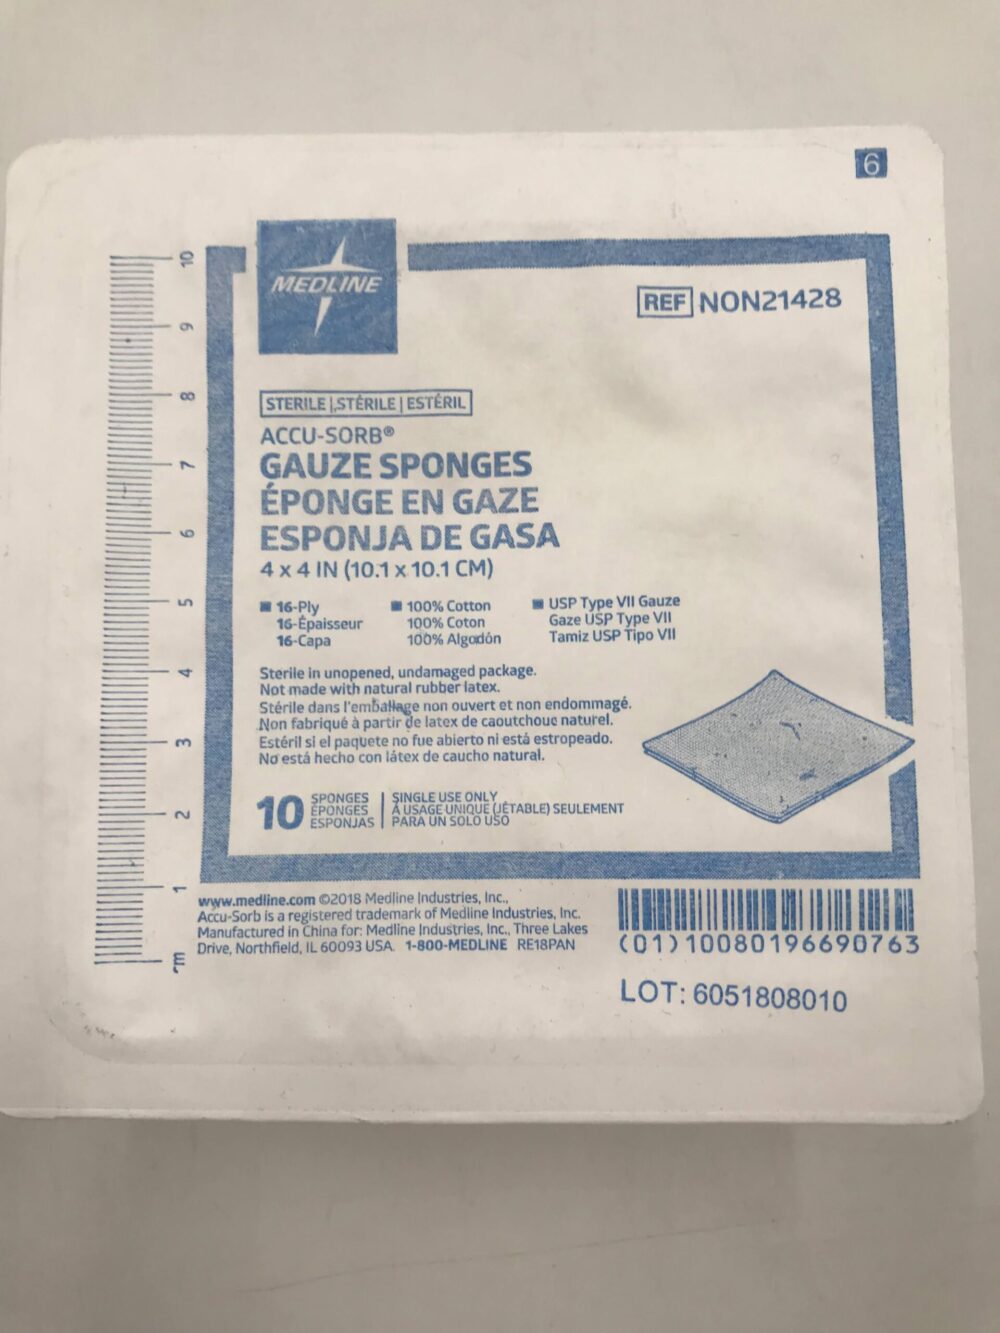 6
MEDLINE
REF NON21428
STERILE | STÉRILE | ESTÉRIL
ACCU-SORB®
GAUZE SPONGES
ÉPONGE EN GAZE
ESPONJA DE GASA
4 x 4 IN (10.1 x 10.1 CM)
16-Ply
16-Épaisseur
16-Capa
100% Cotton
100% Coton
100% Algodón
USP Type VII Gauze
Gaze USP Type VII
Tamiz USP Tipo VII
Sterile in unopened, undamaged package.
Not made with natural rubber latex.
Stérile dans l'emballage non ouvert et non endommagé.
Non fabriqué à partir de latex de caoutchouc naturel.
Estéril si el paquete no fue abierto ni está estropeado.
No está hecho con látex de caucho natural.
10 SPONGES
ÉPONGES
ESPONJAS
SINGLE USE ONLY
À USAGE UNIQUE (JETABLE) SEULEMENT
PARA UN SOLO USO
www.medline.com ©2018 Medline Industries, Inc.,
Accu-Sorb is a registered trademark of Medline Industries, Inc.
Manufactured in China for: Medline Industries, Inc., Three Lakes
Drive, Northfield, IL 60093 USA. 1-800-MEDLINE RE18PAN
(01)10080196690763
LOT: 6051808010
10
9
8
7
6
5
4
3
2
1